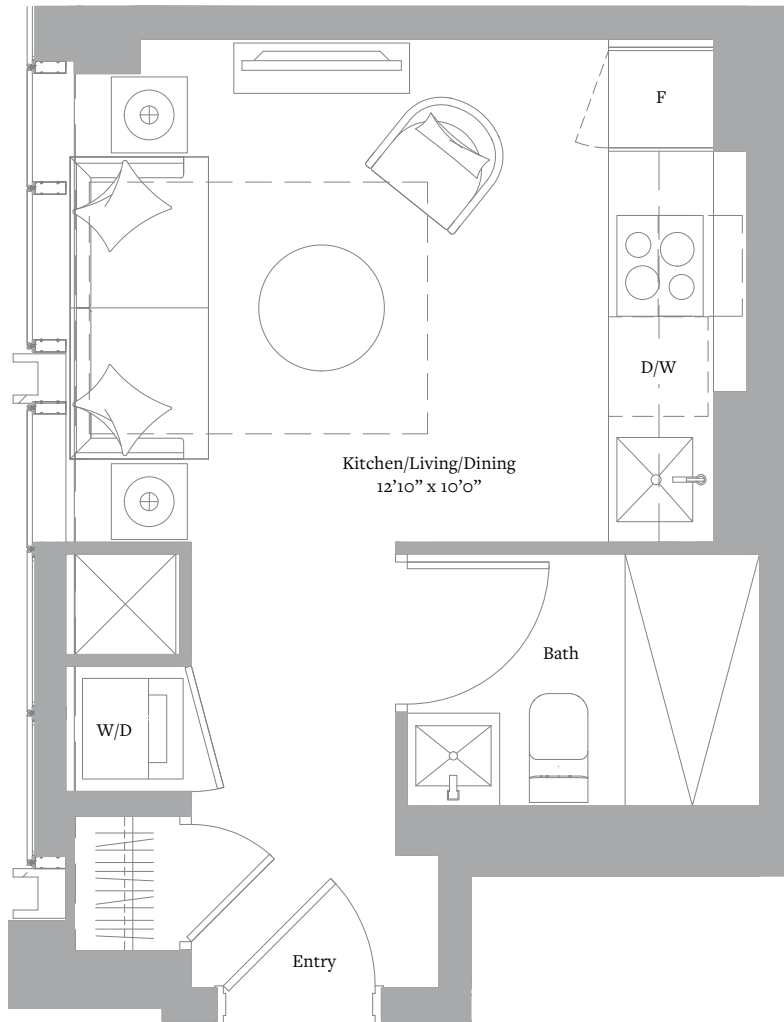 F
D/W
Kitchen/Living/Dining
12’10” x 10’0”
Bath
W/D
Entry